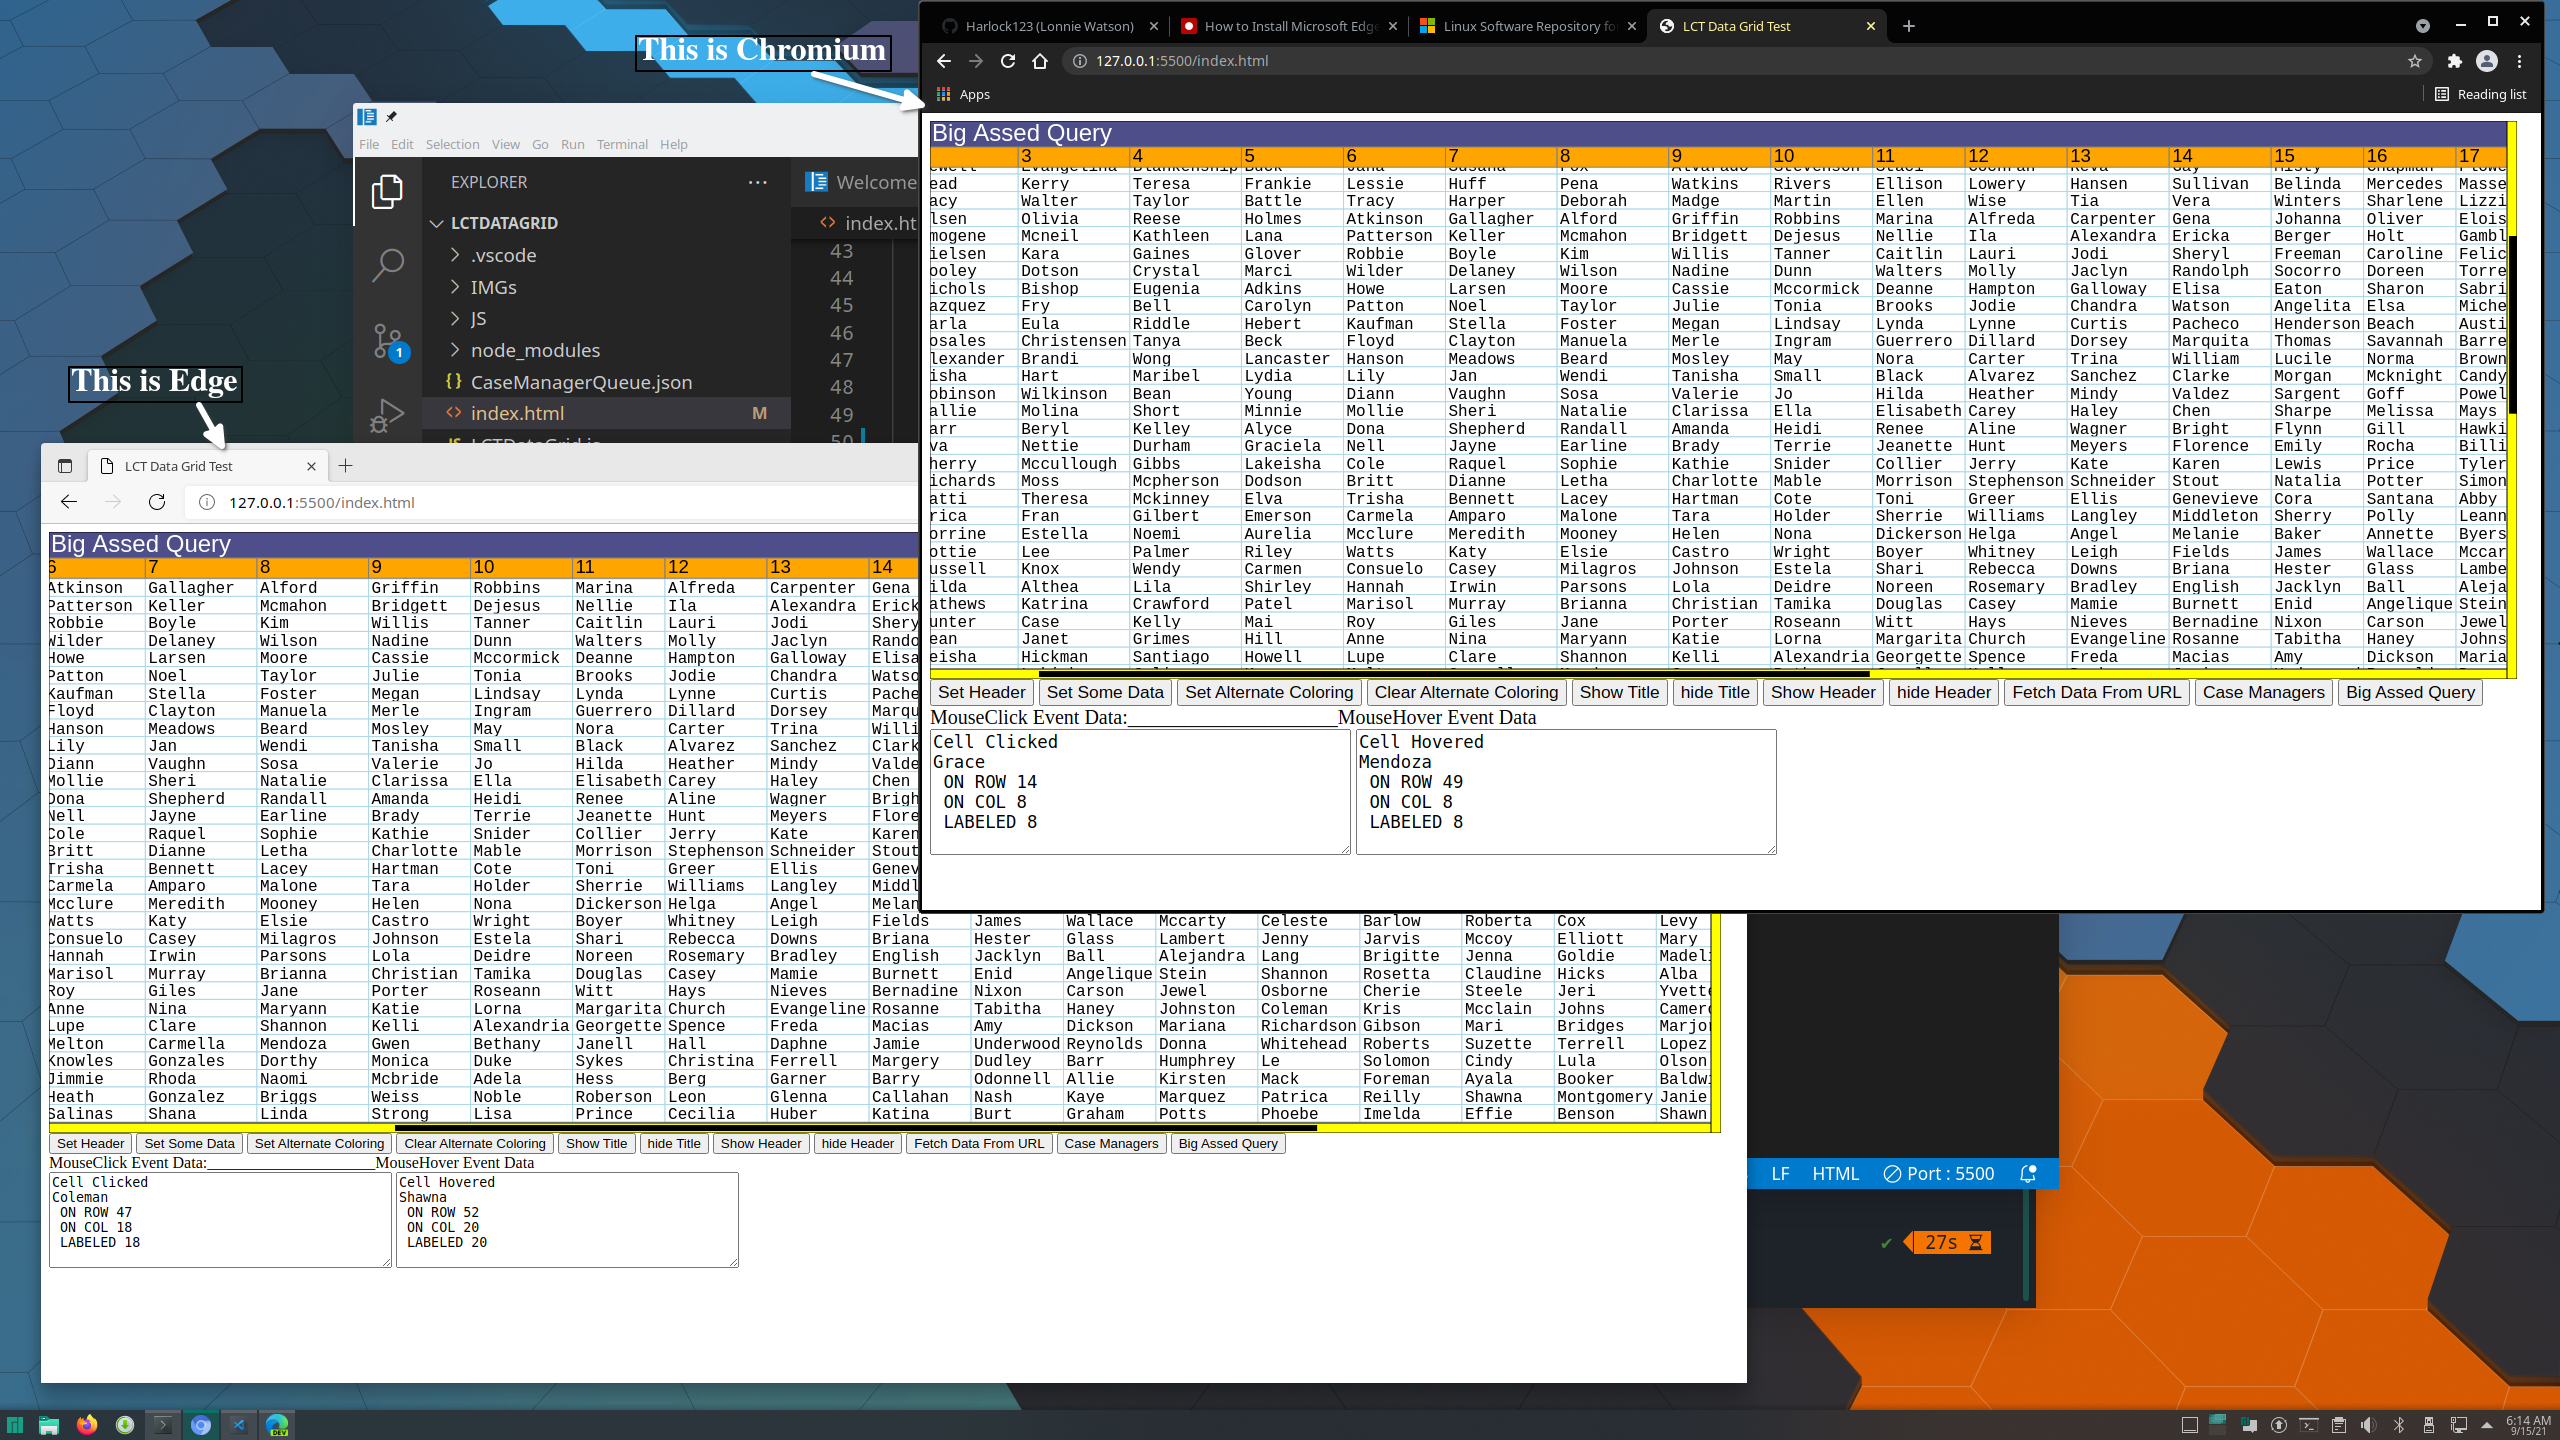 This is Chromium
This is Edge
Harlock123 (Lonnie Watson)
How to Install Microsoft Edge
Linux Software Repository fo
LCT Data Grid Test
127.0.0.1:5500/index.html
Apps
Reading list
Big Assed Query
3 4 5 6 7 8 9 10 11 12 13 14 15 16 17
Kerry Teresa Frankie Lessie Huff Pena Watkins Rivers Ellison Lowery Hansen Sullivan Belinda Mercedes Masse
Walter Taylor Battle Tracy Harper Deborah Madge Martin Ellen Wise Tia Vera Winters Sharlene Lizzi
Olivia Reese Holmes Atkinson Gallagher Alford Griffin Robbins Marina Alfreda Carpenter Gena Johanna Oliver Elois
Mcneil Kathleen Lana Patterson Keller Mcmahon Bridgett Dejesus Nellie Ila Alexandra Ericka Berger Holt Gambl
Kara Gaines Glover Robbie Boyle Kim Willis Tanner Caitlin Lauri Jodi Sheryl Freeman Caroline Felic
Dotson Crystal Marci Wilder Delaney Wilson Nadine Dunn Walters Molly Jaclyn Randolph Socorro Doreen Torre
Bishop Eugenia Adkins Howe Larsen Moore Cassie Mccormick Deanne Hampton Galloway Elisa Eaton Sharon Sabri
Fry Bell Carolyn Patton Noel Taylor Julie Tonia Brooks Jodie Chandra Watson Angelita Elsa Miche
Eula Riddle Hebert Kaufman Stella Foster Megan Lindsay Lynda Lynne Curtis Pacheco Henderson Beach Austi
Christensen Tanya Beck Floyd Clayton Manuela Merle Ingram Guerrero Dillard Dorsey Marquita Thomas Savannah Barre
Brandi Wong Lancaster Hanson Meadows Beard Mosley May Nora Carter Trina William Lucile Norma Brown
Hart Maribel Lydia Lily Jan Wendi Tanisha Small Black Alvarez Sanchez Clarke Morgan Mcknight Candy
Wilkinson Bean Young Diann Vaughn Sosa Valerie Jo Hilda Heather Mindy Valdez Sargent Goff Powel
Molina Short Minnie Mollie Sheri Natalie Clarissa Ella Elisabeth Carey Haley Chen Sharpe Melissa Mays
Beryl Kelley Alyce Dona Shepherd Randall Amanda Heidi Renee Aline Wagner Bright Flynn Gill Hawki
Nettie Durham Graciela Nell Jayne Earline Brady Terrie Jeanette Hunt Meyers Florence Emily Rocha Billi
Mccullough Gibbs Lakeisha Cole Raquel Sophie Kathie Snider Collier Jerry Kate Karen Lewis Price Tyler
Moss Mcpherson Dodson Britt Dianne Letha Charlotte Mable Morrison Stephenson Schneider Stout Natalia Potter Simon
Theresa Mckinney Elva Trisha Bennett Lacey Hartman Cote Toni Greer Ellis Genevieve Cora Santana Abby
Fran Gilbert Emerson Carmela Amparo Malone Tara Holder Sherrie Williams Langley Middleton Sherry Polly Leann
Estella Noemi Aurelia Mcclure Meredith Mooney Helen Nona Dickerson Helga Angel Melanie Baker Annette Byers
Lee Palmer Riley Watts Katy Elsie Castro Wright Boyer Whitney Leigh Fields James Wallace Mccar
Knox Wendy Carmen Consuelo Casey Milagros Johnson Estela Shari Rebecca Downs Briana Hester Glass Lambe
Althea Lila Shirley Hannah Irwin Parsons Lola Deidre Noreen Rosemary Bradley English Jacklyn Ball Aleja
Katrina Crawford Patel Marisol Murray Brianna Christian Tamika Douglas Casey Mamie Burnett Enid Angelique Stein
Case Kelly Mai Roy Giles Jane Porter Roseann Witt Hays Nieves Bernadine Nixon Carson Jewel
Janet Grimes Hill Anne Nina Maryann Katie Lorna Margarita Church Evangeline Rosanne Tabitha Haney Johns
Hickman Santiago Howell Lupe Clare Shannon Kelli Alexandria Georgette Spence Freda Macias Amy Dickson Maria
Set Header Set Some Data Set Alternate Coloring Clear Alternate Coloring Show Title hide Title Show Header hide Header Fetch Data From URL Case Managers Big Assed Query
MouseClick Event Data:_____________________MouseHover Event Data
Cell Clicked
Grace
ON ROW 14
ON COL 8
LABELED 8
Cell Hovered
Mendoza
ON ROW 49
ON COL 8
LABELED 8
File Edit Selection View Go Run Terminal Help
EXPLORER
Welcome
LCTDATAGRID
index.ht
.vscode
IMGs
JS
node_modules
CaseManagerQueue.json
index.html M
1
43
44
45
46
47
48
49
50
LCT Data Grid Test
127.0.0.1:5500/index.html
Big Assed Query
6 7 8 9 10 11 12 13 14
Atkinson Gallagher Alford Griffin Robbins Marina Alfreda Carpenter Gena
Patterson Keller Mcmahon Bridgett Dejesus Nellie Ila Alexandra Erick
Robbie Boyle Kim Willis Tanner Caitlin Lauri Jodi Shery
Wilder Delaney Wilson Nadine Dunn Walters Molly Jaclyn Rando
Howe Larsen Moore Cassie Mccormick Deanne Hampton Galloway Elisa
Patton Noel Taylor Julie Tonia Brooks Jodie Chandra Watso
Kaufman Stella Foster Megan Lindsay Lynda Lynne Curtis Pache
Floyd Clayton Manuela Merle Ingram Guerrero Dillard Dorsey Marqu
Hanson Meadows Beard Mosley May Nora Carter Trina Willi
Lily Jan Wendi Tanisha Small Black Alvarez Sanchez Clark
Diann Vaughn Sosa Valerie Jo Hilda Heather Mindy Valde
Mollie Sheri Natalie Clarissa Ella Elisabeth Carey Haley Chen
Dona Shepherd Randall Amanda Heidi Renee Aline Wagner Brigh
Nell Jayne Earline Brady Terrie Jeanette Hunt Meyers Flore
Cole Raquel Sophie Kathie Snider Collier Jerry Kate Karen
Britt Dianne Letha Charlotte Mable Morrison Stephenson Schneider Stout
Trisha Bennett Lacey Hartman Cote Toni Greer Ellis Genev
Carmela Amparo Malone Tara Holder Sherrie Williams Langley Middl
Mcclure Meredith Mooney Helen Nona Dickerson Helga Angel Melan
Watts Katy Elsie Castro Wright Boyer Whitney Leigh Fields James Wallace Mccarty Celeste Barlow Roberta Cox Levy
Consuelo Casey Milagros Johnson Estela Shari Rebecca Downs Briana Hester Glass Lambert Jenny Jarvis Mccoy Elliott Mary
Hannah Irwin Parsons Lola Deidre Noreen Rosemary Bradley English Jacklyn Ball Alejandra Lang Brigitte Jenna Goldie Madeli
Marisol Murray Brianna Christian Tamika Douglas Casey Mamie Burnett Enid Angelique Stein Shannon Rosetta Claudine Hicks Alba
Roy Giles Jane Porter Roseann Witt Hays Nieves Bernadine Nixon Carson Jewel Osborne Cherie Steele Jeri Yvette
Anne Nina Maryann Katie Lorna Margarita Church Evangeline Rosanne Tabitha Haney Johnston Coleman Kris Mcclain Johns Camero
Lupe Clare Shannon Kelli Alexandria Georgette Spence Freda Macias Amy Dickson Mariana Richardson Gibson Mari Bridges Marjor
Melton Carmella Mendoza Gwen Bethany Janell Hall Daphne Jamie Underwood Reynolds Donna Whitehead Roberts Suzette Terrell Lopez
Knowles Gonzales Dorthy Monica Duke Sykes Christina Ferrell Margery Dudley Barr Humphrey Le Solomon Cindy Lula Olson
Jimmie Rhoda Naomi Mcbride Adela Hess Berg Garner Barry Odonnell Allie Kirsten Mack Foreman Ayala Booker Baldwi
Heath Gonzalez Briggs Weiss Noble Roberson Leon Glenna Callahan Nash Kaye Marquez Patrica Reilly Shawna Montgomery Janie
Salinas Shana Linda Strong Lisa Prince Cecilia Huber Katina Burt Graham Potts Phoebe Imelda Effie Benson Shawn
Set Header Set Some Data Set Alternate Coloring Clear Alternate Coloring Show Title hide Title Show Header hide Header Fetch Data From URL Case Managers Big Assed Query
MouseClick Event Data:_____________________MouseHover Event Data
Cell Clicked
Coleman
ON ROW 47
ON COL 18
LABELED 18
Cell Hovered
Shawna
ON ROW 52
ON COL 20
LABELED 20
LF HTML Port : 5500
27s
DEV
6:14 AM
9/15/21